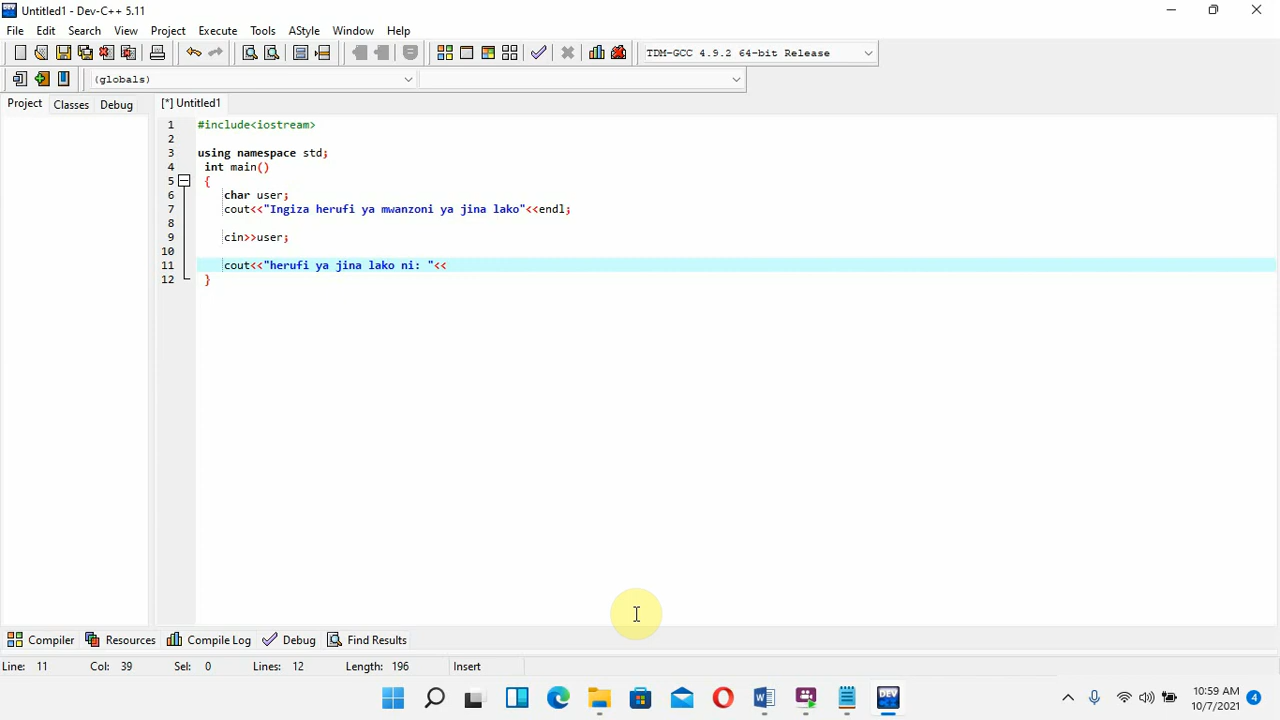 Untitled1 - Dev-C++ 5.11
File Edit Search View Project Execute Tools AStyle Window Help
TDM-GCC 4.9.2 64-bit Release
(globals)
Project Classes Debug [*] Untitled1
1 #include<iostream>
2
3 using namespace std;
4 int main()
5 {
6 char user;
7 cout<<"Ingiza herufi ya mwanzoni ya jina lako"<<endl;
8
9 cin>>user;
10
11 cout<<"herufi ya jina lako ni: "<<
12 }
Compiler Resources Compile Log Debug Find Results
Line: 11 Col: 39 Sel: 0 Lines: 12 Length: 196 Insert
DEV
10:59 AM
10/7/2021
4